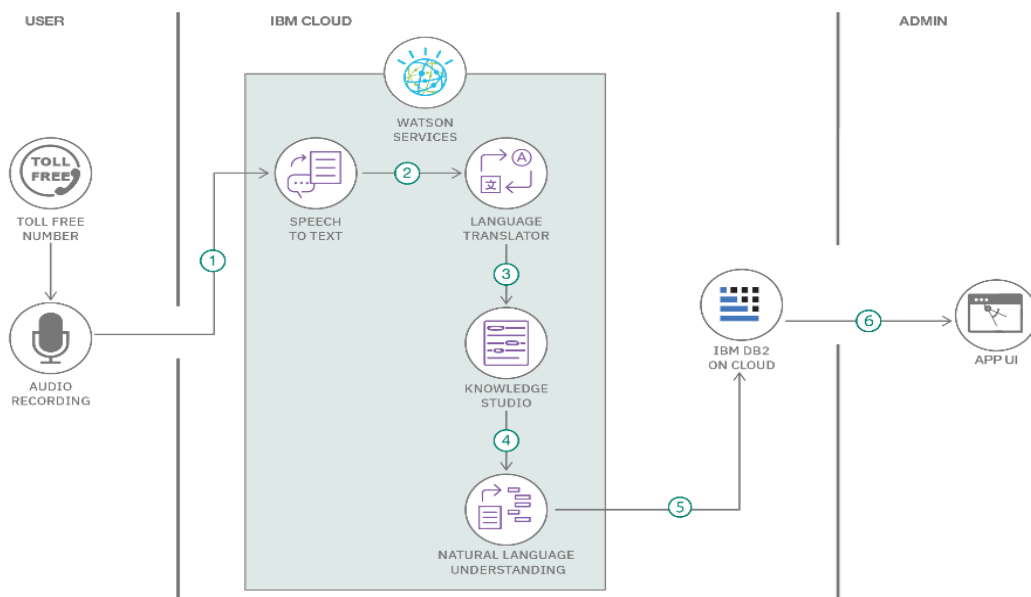 USER
IBM CLOUD
ADMIN
WATSON
SERVICES
TOLL
FREE
TOLL FREE
NUMBER
AUDIO
RECORDING
1
SPEECH
TO TEXT
2
A
文
LANGUAGE
TRANSLATOR
3
KNOWLEDGE
STUDIO
4
NATURAL LANGUAGE
UNDERSTANDING
5
IBM DB2
ON CLOUD
6
APP UI